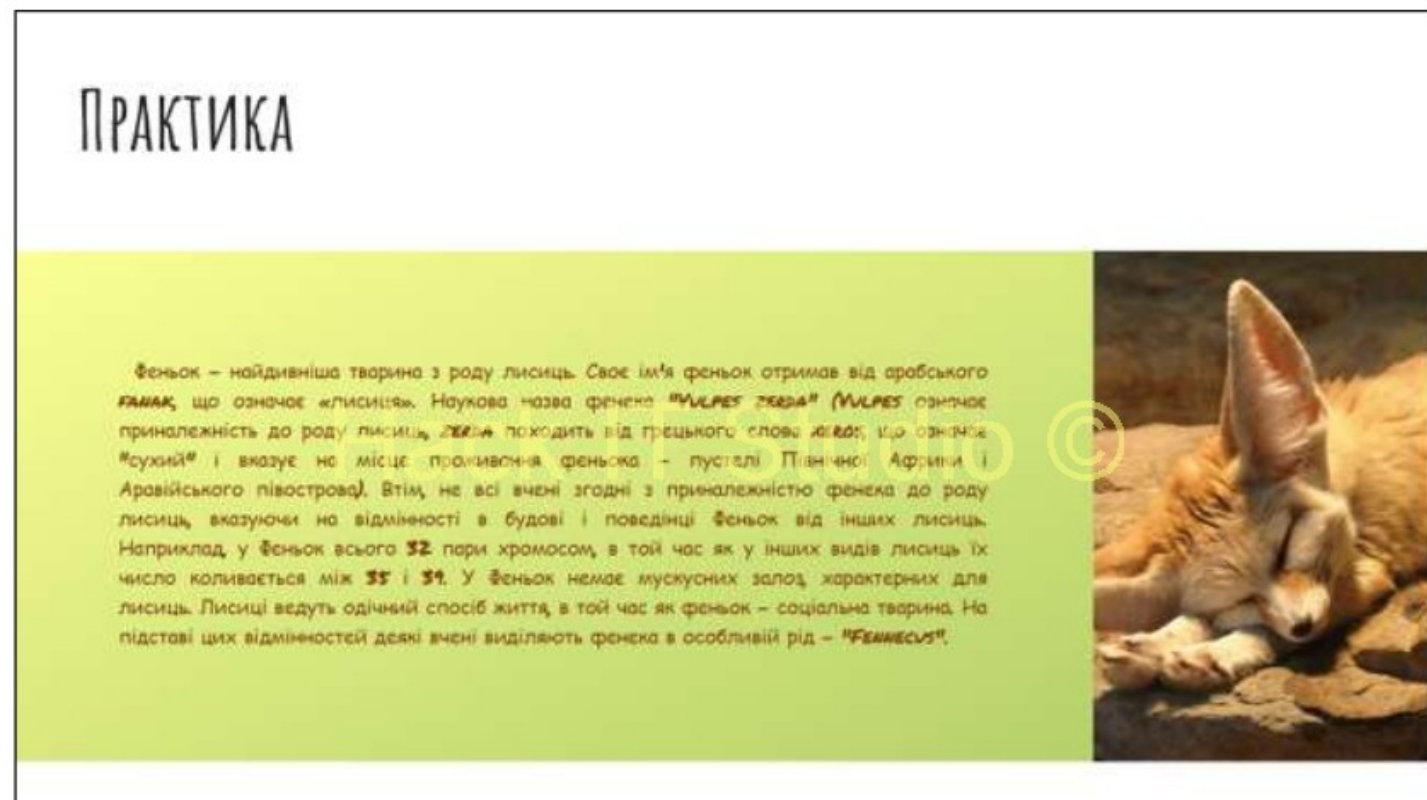 Практика
Феньок – найдивніша тварина з роду лисиць. Своє ім'я феньок отримав від арабського
FANAK, що означає «лисиця». Наукова назва фенека "VULPES ZERDA" (VULPES означає
приналежність до роду лисиць, ZERDA походить від грецького слова XEROS, що означає
"сухий" і вказує на місце проживання феньока – пустелі Північної Африки і
Аравійського півострова). Втім, не всі вчені згодні з приналежністю фенека до роду
лисиць, вказуючи на відмінності в будові і поведінці Феньок від інших лисиць.
Наприклад, у Феньок всього 32 пари хромосом, в той час як у інших видів лисиць їх
число коливається між 35 і 39. У Феньок немає мускусних залоз, характерних для
лисиць. Лисиці ведуть одічний спосіб життя, в той час як феньок – соціальна тварина. На
підставі цих відмінностей деякі вчені виділяють фенека в особливій рід – "FENNECUS".
©